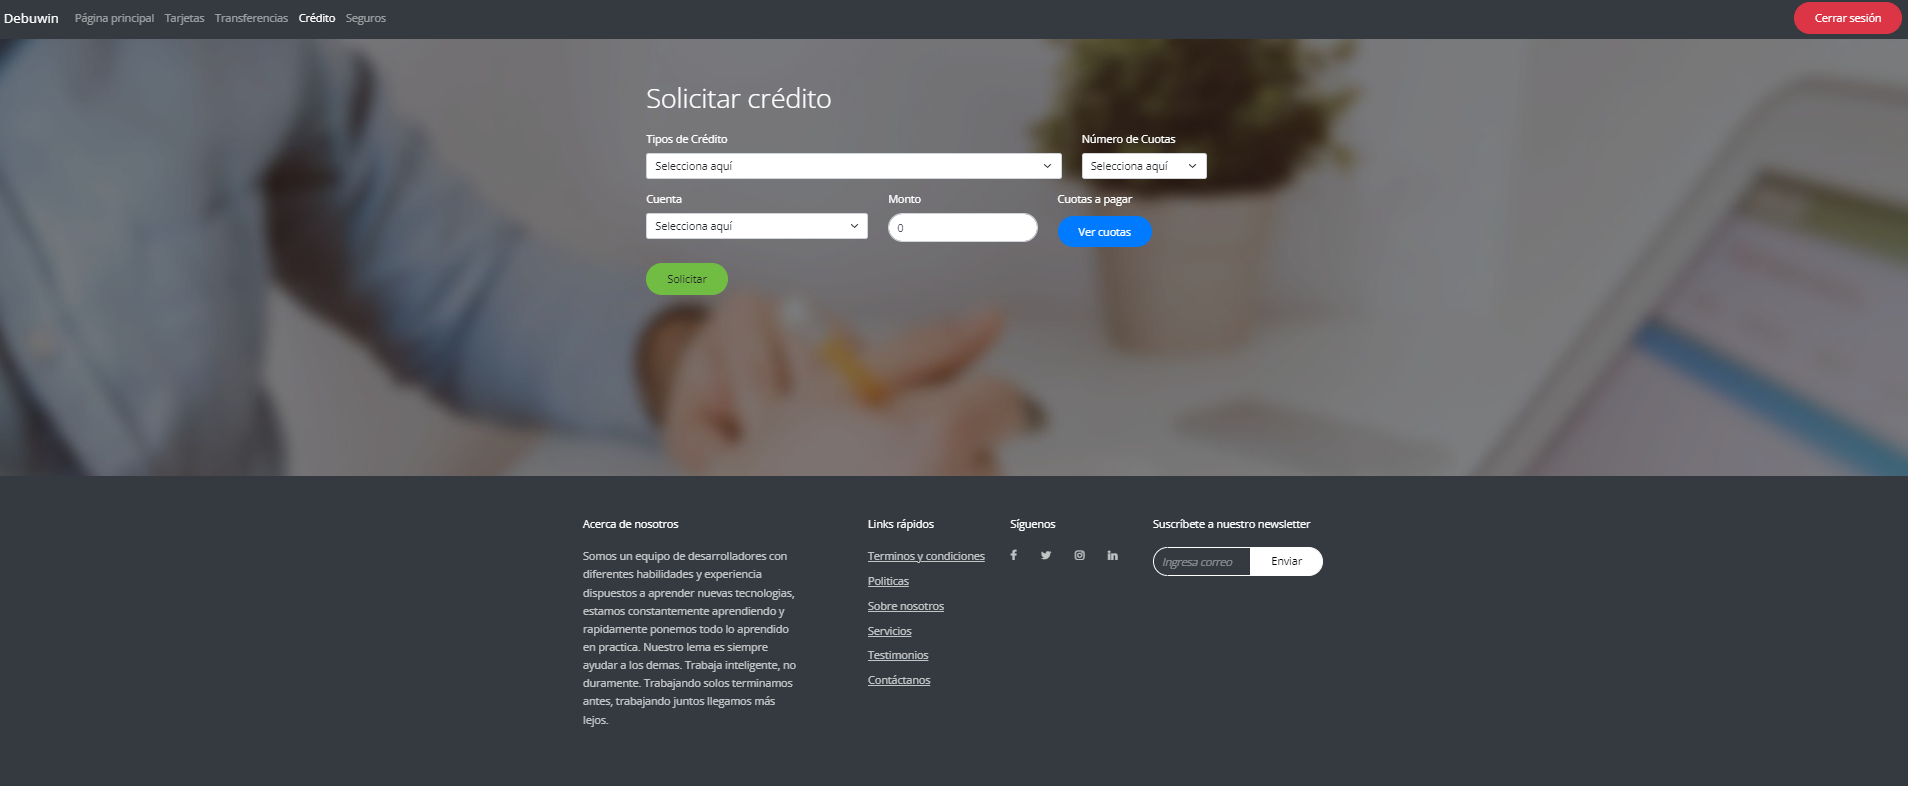 Debuwin Página principal Tarjetas Transferencias Crédito Seguros Cerrar sesión
Solicitar crédito
Tipos de Crédito Número de Cuotas
Selecciona aquí Selecciona aquí
Cuenta Monto Cuotas a pagar
Selecciona aquí 0 Ver cuotas
Solicitar
Acerca de nosotros
Somos un equipo de desarrolladores con
diferentes habilidades y experiencia
dispuestos a aprender nuevas tecnologias,
estamos constantemente aprendiendo y
rapidamente ponemos todo lo aprendido
en practica. Nuestro lema es siempre
ayudar a los demas. Trabaja inteligente, no
duramente. Trabajando solos terminamos
antes, trabajando juntos llegamos más
lejos.
Links rápidos
Terminos y condiciones
Politicas
Sobre nosotros
Servicios
Testimonios
Contáctanos
Síguenos
Suscríbete a nuestro newsletter
Ingresa correo Enviar